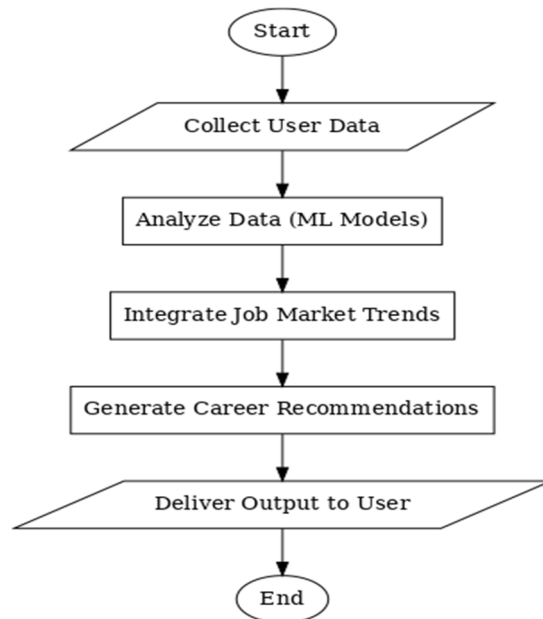 Start
Collect User Data
Analyze Data (ML Models)
Integrate Job Market Trends
Generate Career Recommendations
Deliver Output to User
End